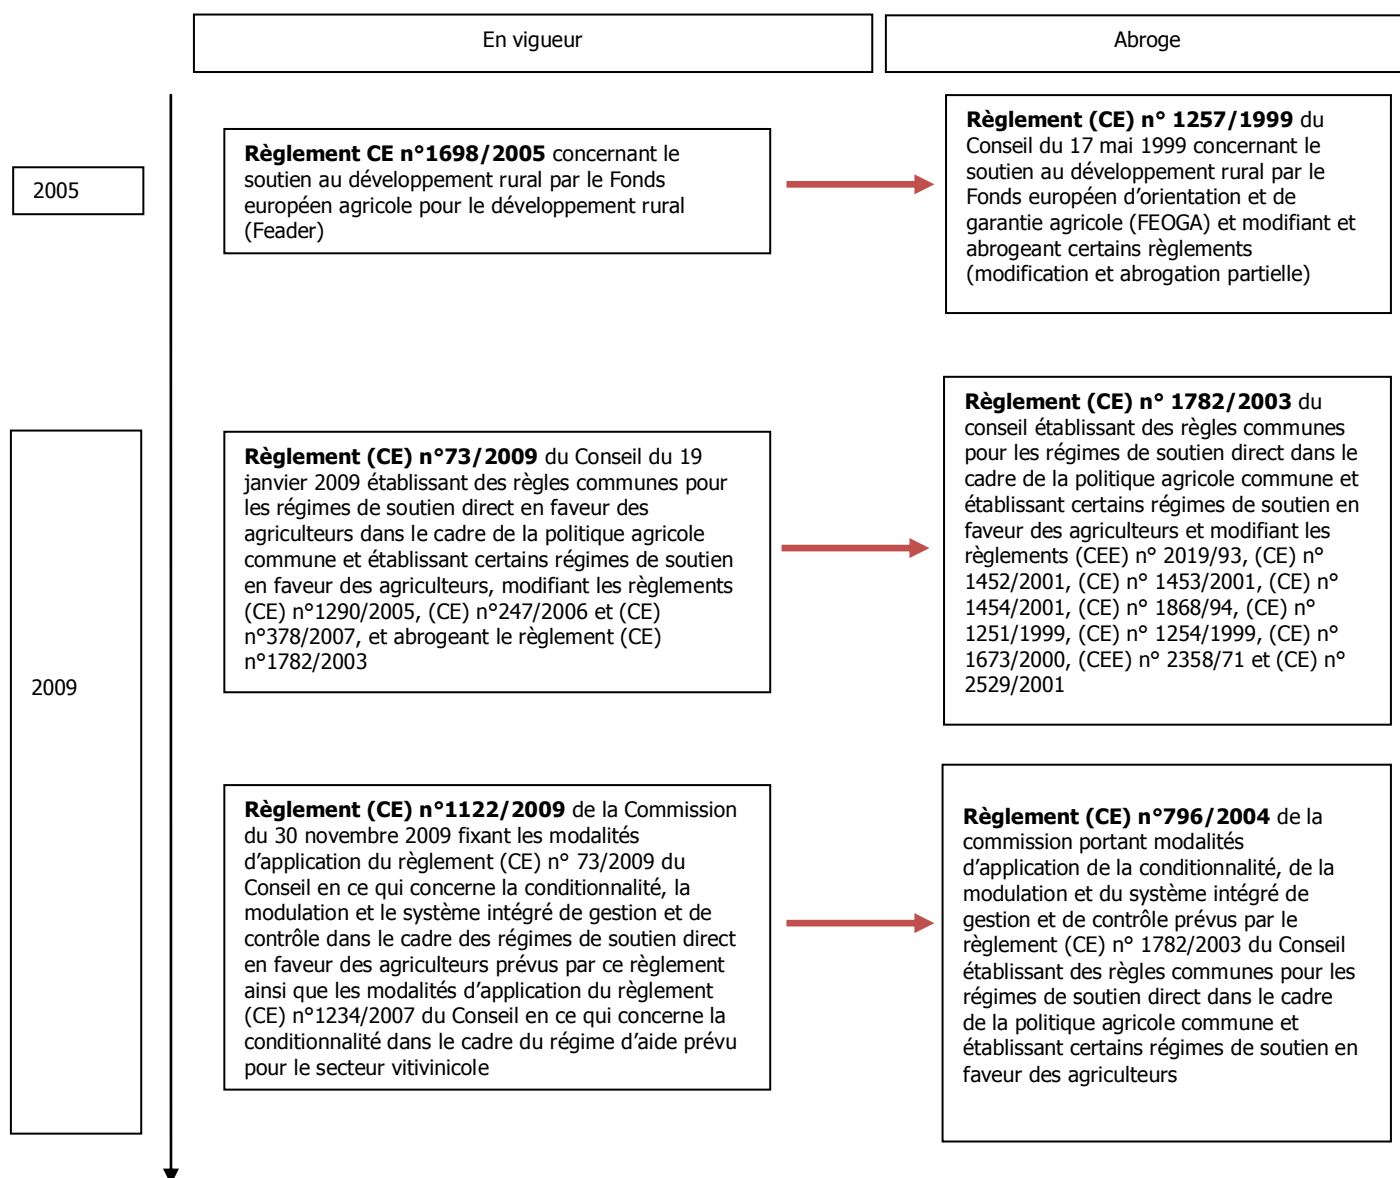 En vigueur
Abroge
2005
Règlement CE n°1698/2005 concernant le
soutien au développement rural par le Fonds
européen agricole pour le développement rural
(Feader)
Règlement (CE) n° 1257/1999 du
Conseil du 17 mai 1999 concernant le
soutien au développement rural par le
Fonds européen d'orientation et de
garantie agricole (FEOGA) et modifiant et
abrogeant certains règlements
(modification et abrogation partielle)
2009
Règlement (CE) n°73/2009 du Conseil du 19
janvier 2009 établissant des règles communes pour
les régimes de soutien direct en faveur des
agriculteurs dans le cadre de la politique agricole
commune et établissant certains régimes de soutien
en faveur des agriculteurs, modifiant les règlements
(CE) n°1290/2005, (CE) n°247/2006 et (CE)
n°378/2007, et abrogeant le règlement (CE)
n°1782/2003
Règlement (CE) n° 1782/2003 du
conseil établissant des règles communes
pour les régimes de soutien direct dans le
cadre de la politique agricole commune et
établissant certains régimes de soutien en
faveur des agriculteurs et modifiant les
règlements (CEE) n° 2019/93, (CE) n°
1452/2001, (CE) n° 1453/2001, (CE) n°
1454/2001, (CE) n° 1868/94, (CE) n°
1251/1999, (CE) n° 1254/1999, (CE) n°
1673/2000, (CEE) n° 2358/71 et (CE) n°
2529/2001
Règlement (CE) n°1122/2009 de la Commission
du 30 novembre 2009 fixant les modalités
d'application du règlement (CE) n° 73/2009 du
Conseil en ce qui concerne la conditionnalité, la
modulation et le système intégré de gestion et de
contrôle dans le cadre des régimes de soutien direct
en faveur des agriculteurs prévus par ce règlement
ainsi que les modalités d'application du règlement
(CE) n°1234/2007 du Conseil en ce qui concerne la
conditionnalité dans le cadre du régime d'aide prévu
pour le secteur vitivinicole
Règlement (CE) n°796/2004 de la
commission portant modalités
d'application de la conditionnalité, de la
modulation et du système intégré de
gestion et de contrôle prévus par le
règlement (CE) n° 1782/2003 du Conseil
établissant des règles communes pour les
régimes de soutien direct dans le cadre
de la politique agricole commune et
établissant certains régimes de soutien en
faveur des agriculteurs